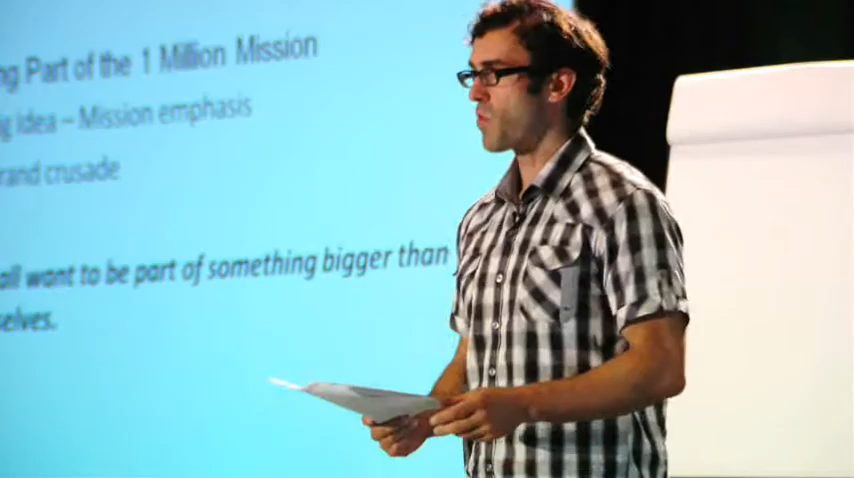 ng Part of the 1 Million Mission
ig Idea – Mission emphasis
rand crusade
all want to be part of something bigger than
selves.